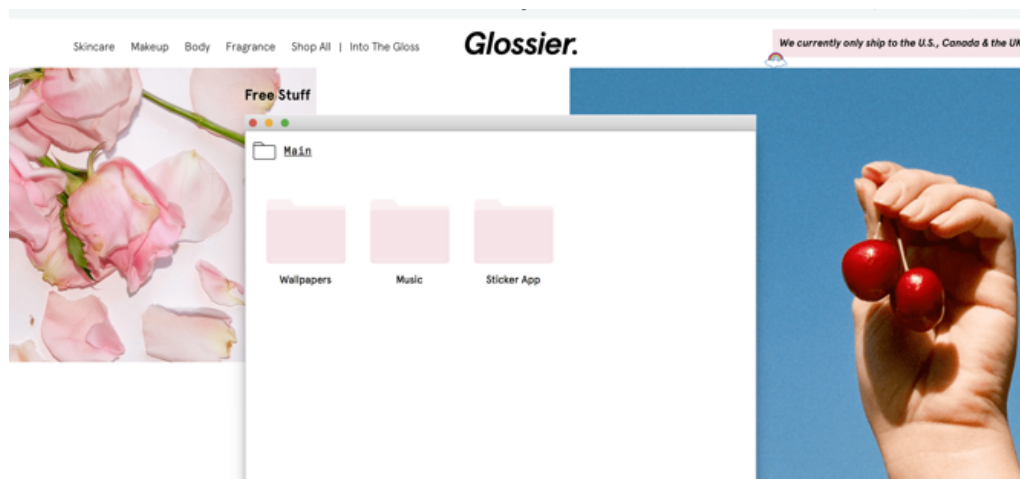 Skincare Makeup Body Fragrance Shop All | Into The Gloss
Glossier.
We currently only ship to the U.S., Canada & the UK
Free Stuff
Main
Wallpapers Music Sticker App